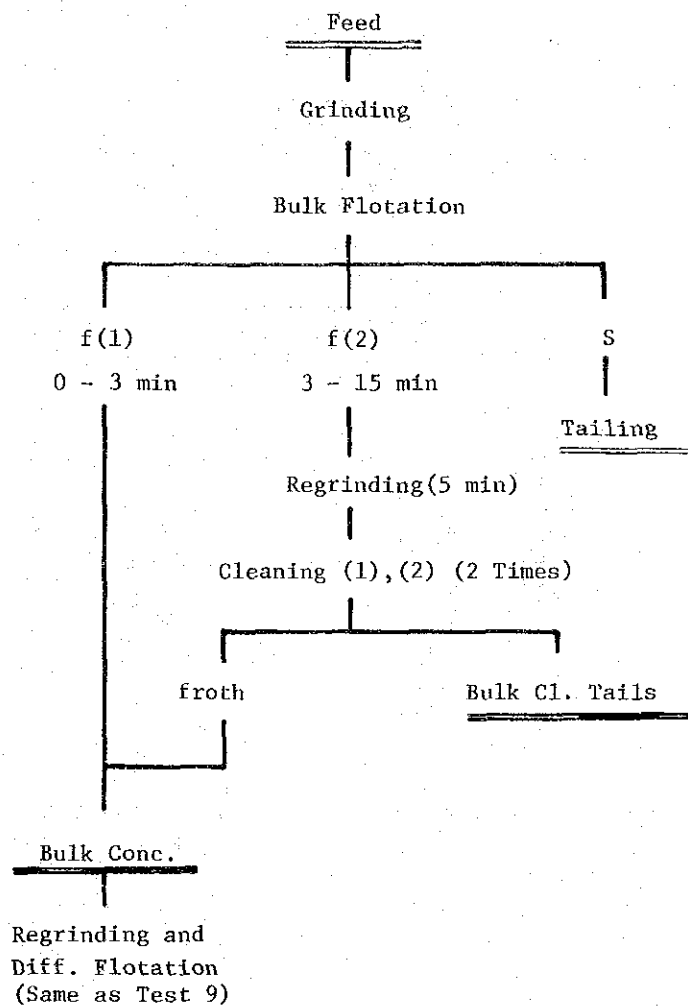 Feed
Grinding
Bulk Flotation
f(1)
f(2)
S
0 - 3 min
3 - 15 min
Tailing
Regrinding(5 min)
Cleaning (1),(2) (2 Times)
froth
Bulk Cl. Tails
Bulk Conc.
Regrinding and
Diff. Flotation
(Same as Test 9)